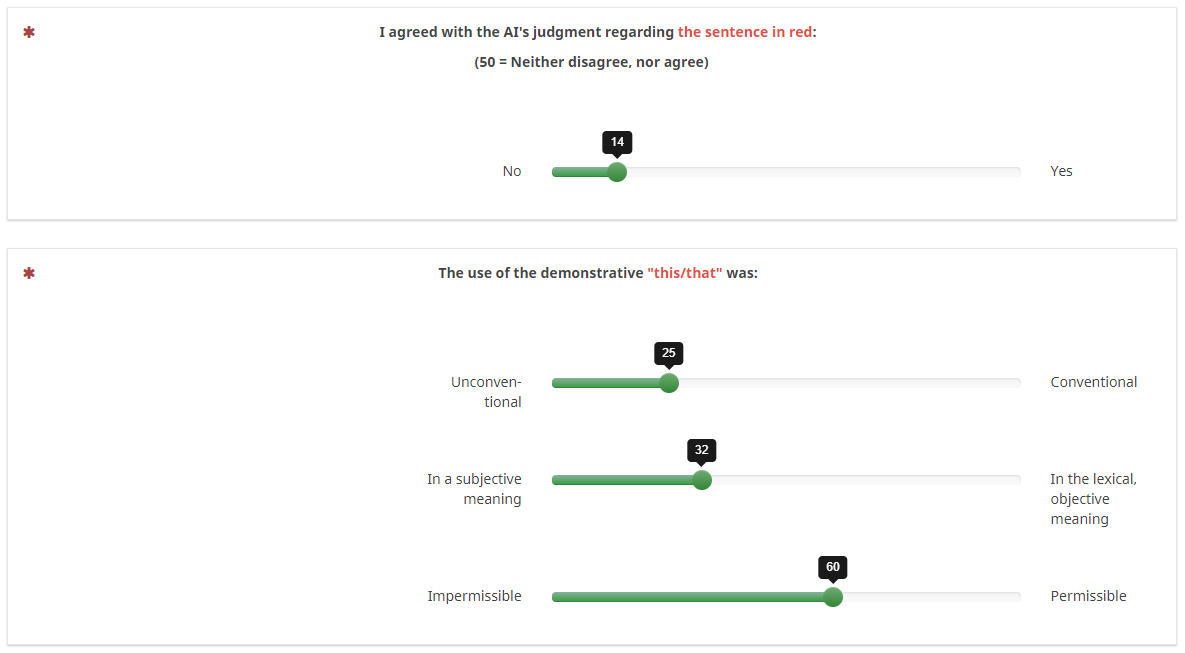 ✱ I agreed with the AI's judgment regarding the sentence in red:
(50 = Neither disagree, nor agree)
14
No Yes
✱ The use of the demonstrative "this/that" was:
25
Unconven- Conventional
tional
32
In a subjective In the lexical,
meaning objective
meaning
60
Impermissible Permissible